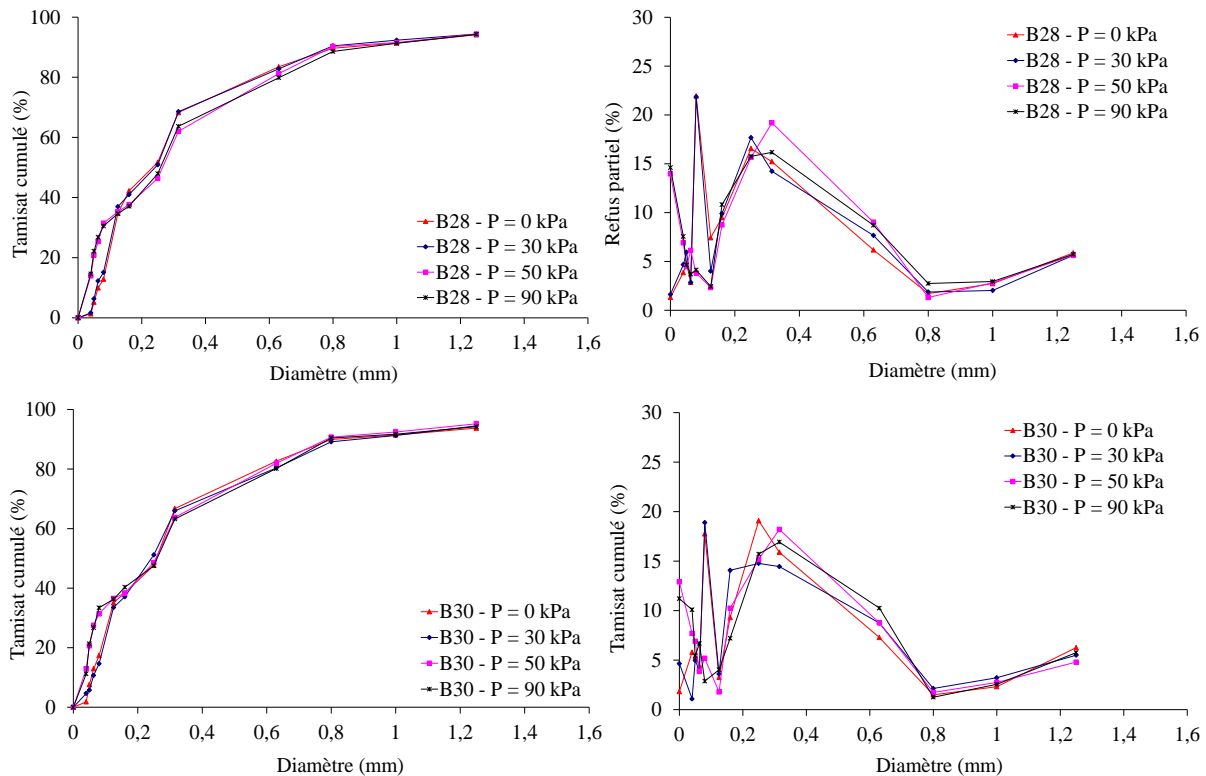 Tamisat cumulé (%)
100
80
60
40
20
0
0 0,2 0,4 0,6 0,8 1 1,2 1,4 1,6
Diamètre (mm)
B28 - P = 0 kPa
B28 - P = 30 kPa
B28 - P = 50 kPa
B28 - P = 90 kPa
Refus partiel (%)
30
25
20
15
10
5
0
0 0,2 0,4 0,6 0,8 1 1,2 1,4 1,6
Diamètre (mm)
B28 - P = 0 kPa
B28 - P = 30 kPa
B28 - P = 50 kPa
B28 - P = 90 kPa
Tamisat cumulé (%)
100
80
60
40
20
0
0 0,2 0,4 0,6 0,8 1 1,2 1,4 1,6
Diamètre (mm)
B30 - P = 0 kPa
B30 - P = 30 kPa
B30 - P = 50 kPa
B30 - P = 90 kPa
Tamisat cumulé (%)
30
25
20
15
10
5
0
0 0,2 0,4 0,6 0,8 1 1,2 1,4 1,6
Diamètre (mm)
B30 - P = 0 kPa
B30 - P = 30 kPa
B30 - P = 50 kPa
B30 - P = 90 kPa